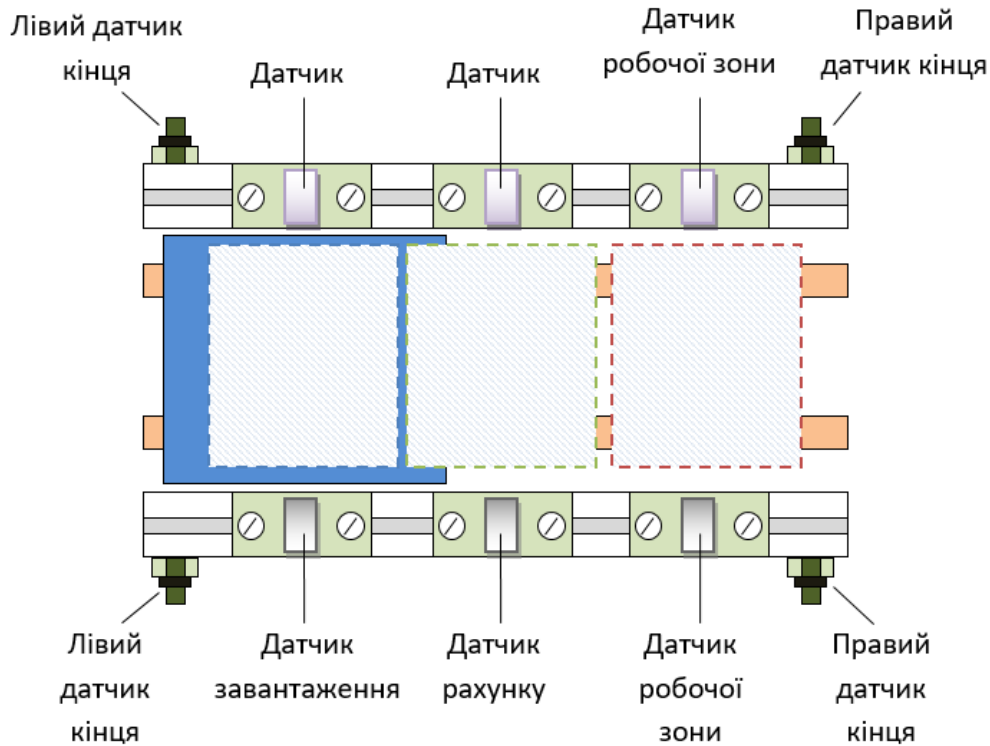 Лівий датчик
кінця
Датчик
Датчик
Датчик
робочої зони
Правий
датчик кінця
Лівий
датчик
кінця
Датчик
завантаження
Датчик
рахунку
Датчик
робочої
зони
Правий
датчик
кінця